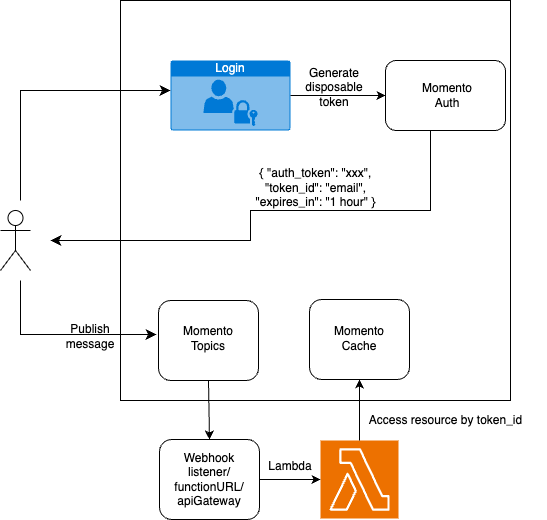 Login
Generate
disposable
token
Momento
Auth
{ "auth_token": "xxx",
"token_id": "email",
"expires_in": "1 hour" }
Publish
message
Momento
Topics
Momento
Cache
Access resource by token_id
Webhook
listener/
functionURL/
apiGateway
Lambda